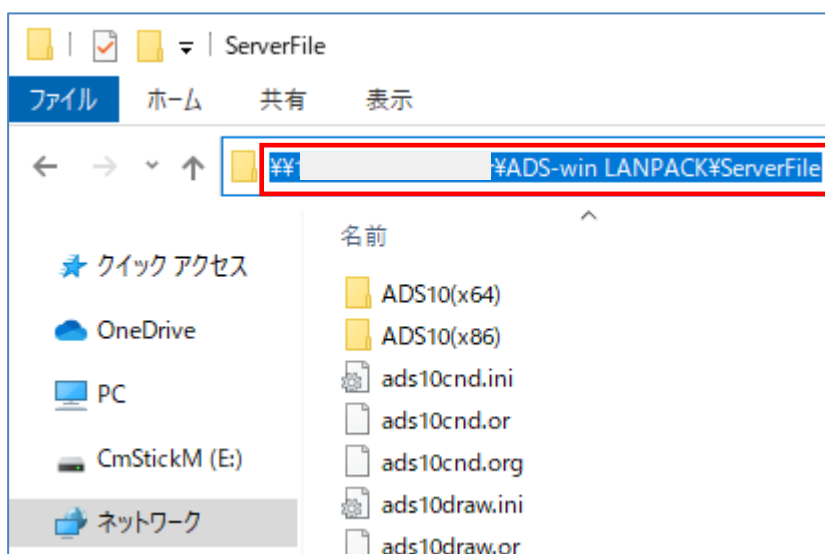 ServerFile
ファイル ホーム 共有 表示
¥¥ ¥ADS-win LANPACK¥ServerFile
名前
クイック アクセス
OneDrive
PC
CmStickM (E:)
ネットワーク
ADS10(x64)
ADS10(x86)
ads10cnd.ini
ads10cnd.or
ads10cnd.org
ads10draw.ini
ads10draw.or